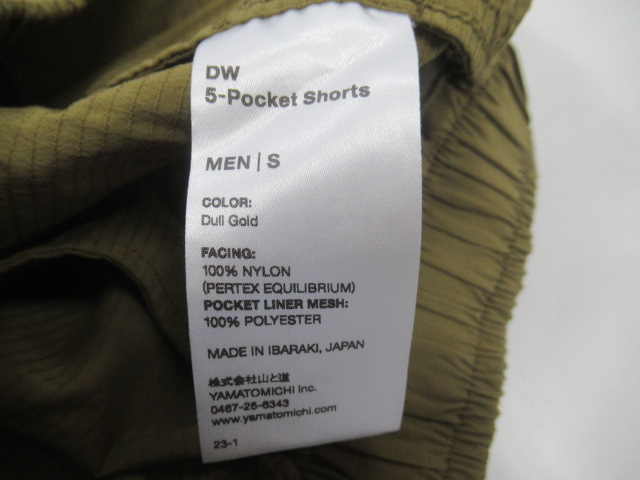 DW
5-Pocket Shorts
MEN | S
COLOR:
Dull Gold
FACING:
100% NYLON
(PERTEX EQUILIBRIUM)
POCKET LINER MESH:
100% POLYESTER
MADE IN IBARAKI, JAPAN
株式会社山と道
YAMATOMICHI Inc.
0467-25-6343
www.yamatomichi.com
23-1